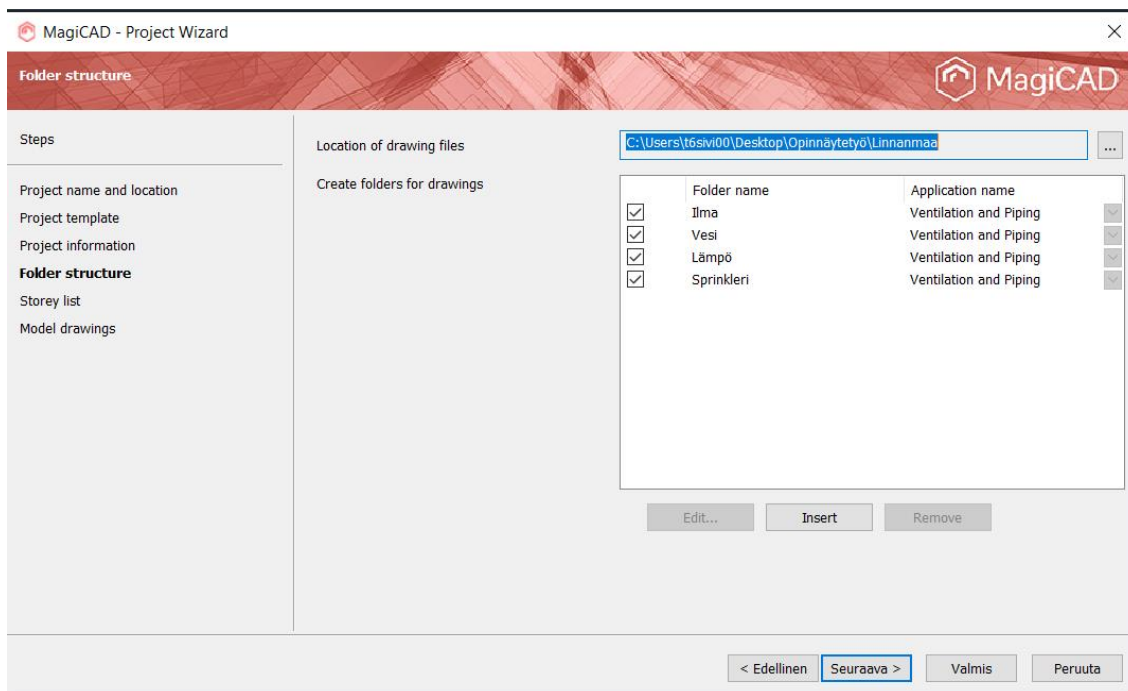 MagiCAD - Project Wizard
Folder structure
MagiCAD
Steps
Project name and location
Project template
Project information
Folder structure
Storey list
Model drawings
Location of drawing files
C:\Users\t6sivi00\Desktop\Opinnäytetyö\Linnanmaa
...
Create folders for drawings
Folder name Application name
Ilma Ventilation and Piping
Vesi Ventilation and Piping
Lämpö Ventilation and Piping
Sprinkleri Ventilation and Piping
Edit... Insert Remove
< Edellinen Seuraava > Valmis Peruuta